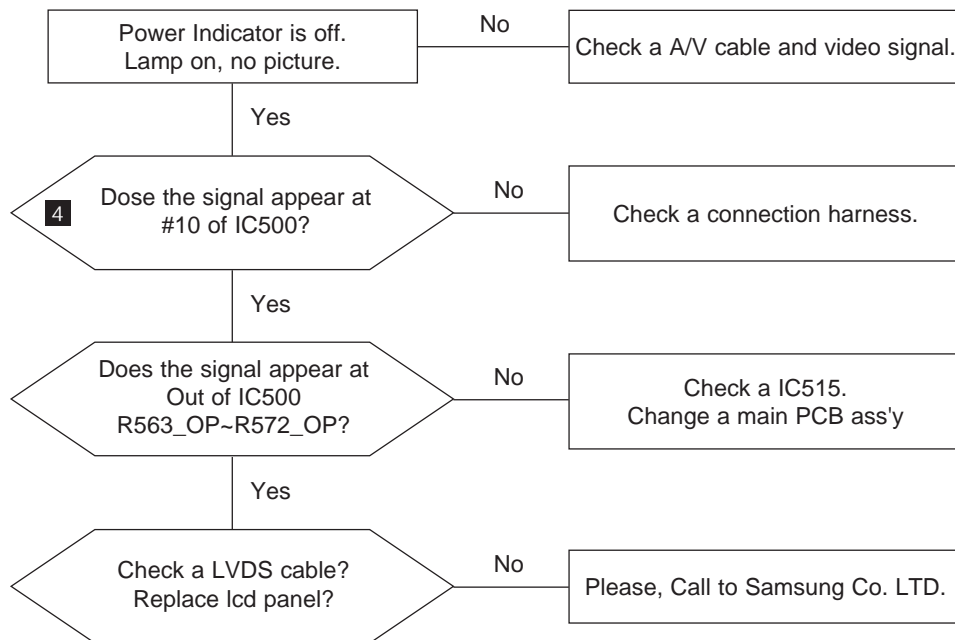 Power Indicator is off.
Lamp on, no picture.
No
Check a A/V cable and video signal.
Yes
4
Dose the signal appear at
#10 of IC500?
No
Check a connection harness.
Yes
Does the signal appear at
Out of IC500
R563_OP~R572_OP?
No
Check a IC515.
Change a main PCB ass'y
Yes
Check a LVDS cable?
Replace lcd panel?
No
Please, Call to Samsung Co. LTD.